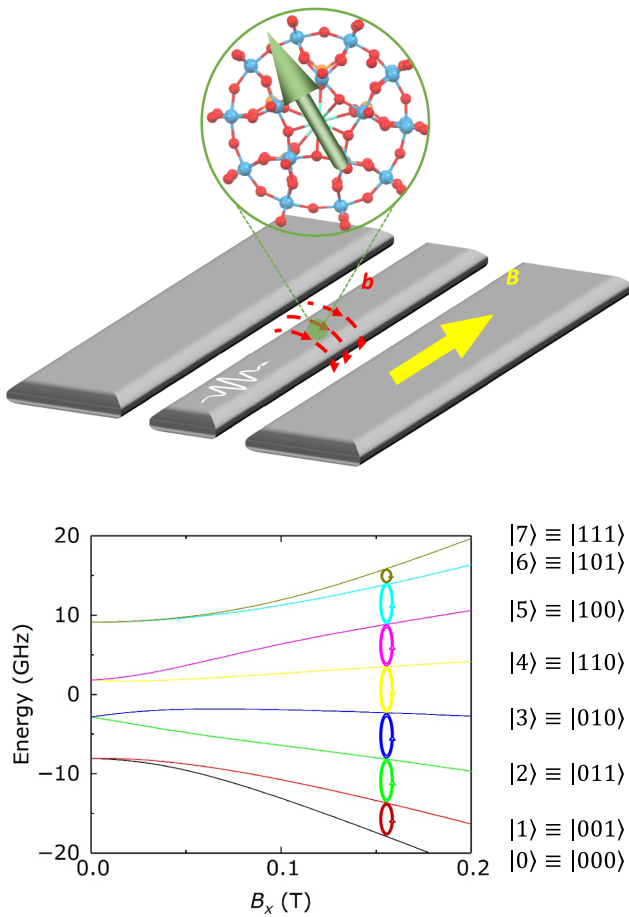 b
B
20
10
0
−10
−20
Energy (GHz)
0.0
0.1
0.2
Bₓ (T)
|7⟩ ≡ |111⟩
|6⟩ ≡ |101⟩
|5⟩ ≡ |100⟩
|4⟩ ≡ |110⟩
|3⟩ ≡ |010⟩
|2⟩ ≡ |011⟩
|1⟩ ≡ |001⟩
|0⟩ ≡ |000⟩